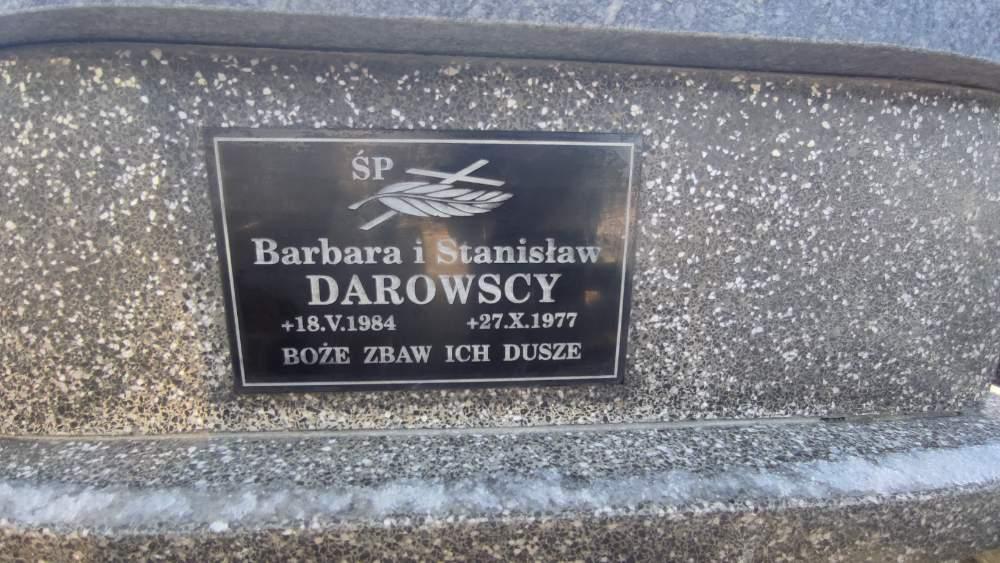 ŚP
Barbara i Stanisław
DAROWSCY
+18.V.1984 +27.X.1977
BOŻE ZBAW ICH DUSZE